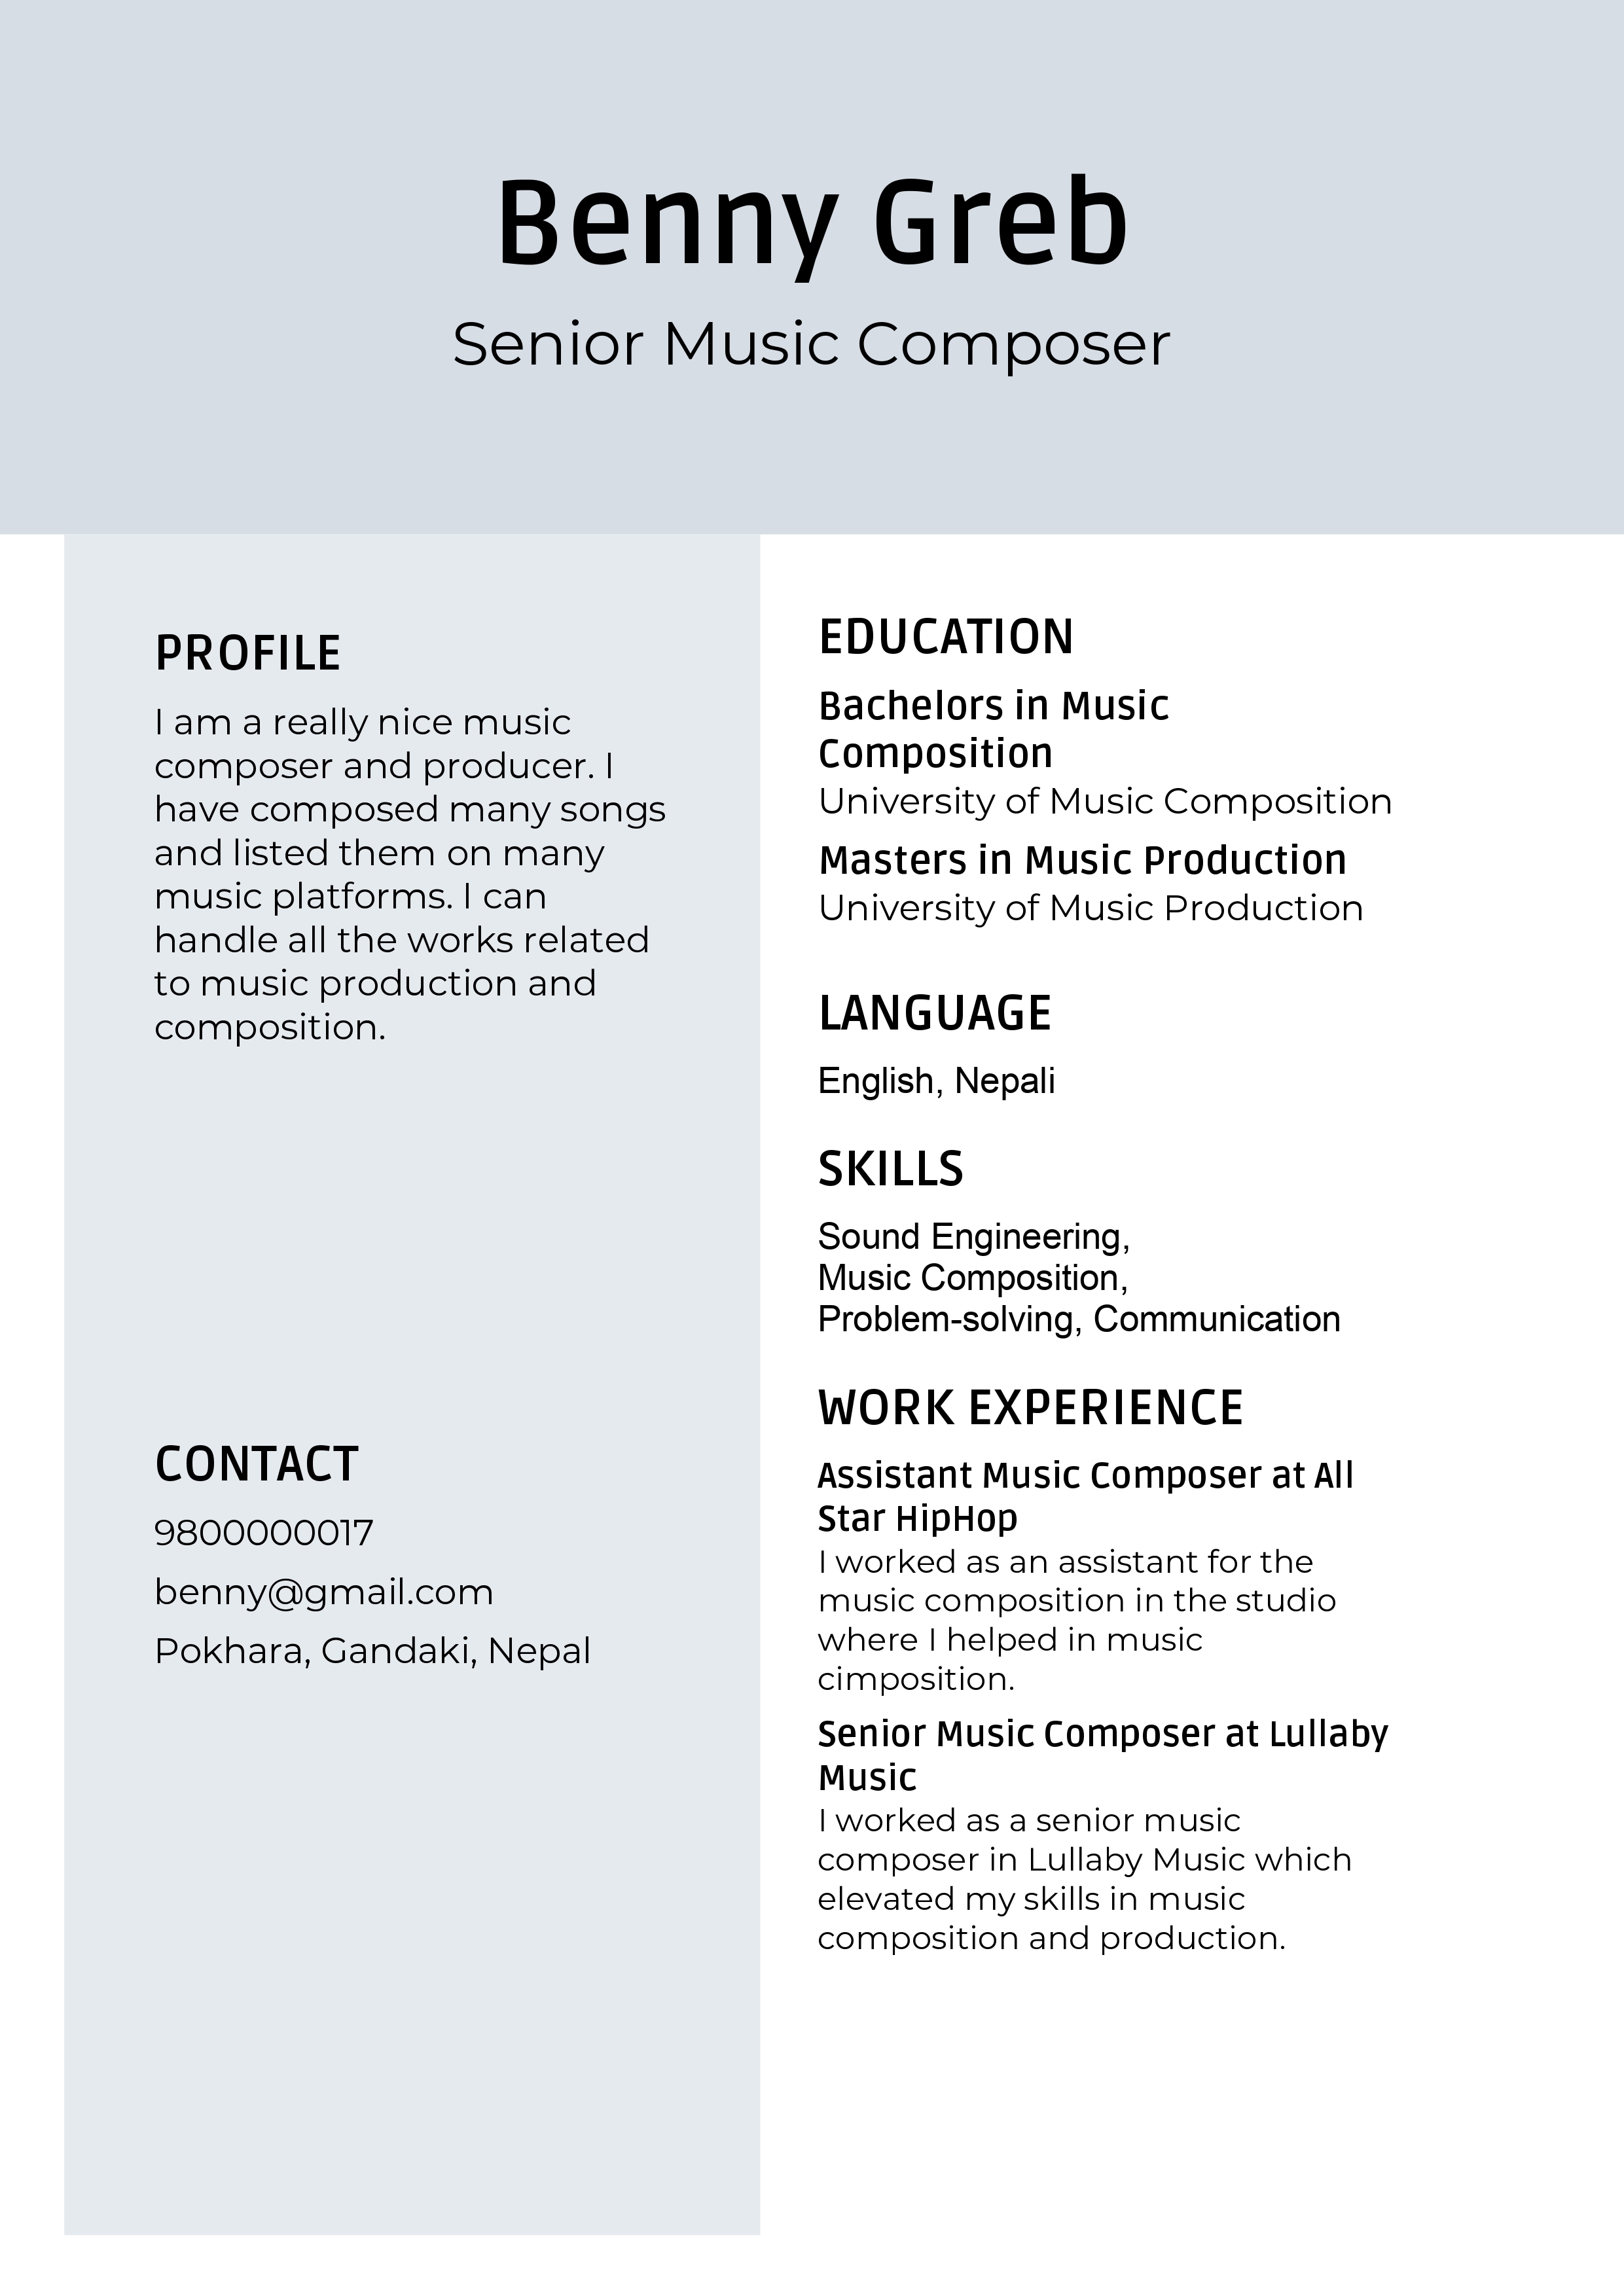 Benny Greb
Senior Music Composer
PROFILE
I am a really nice music
composer and producer. I
have composed many songs
and listed them on many
music platforms. I can
handle all the works related
to music production and
composition.
CONTACT
9800000017
benny@gmail.com
Pokhara, Gandaki, Nepal
EDUCATION
Bachelors in Music
Composition
University of Music Composition
Masters in Music Production
University of Music Production
LANGUAGE
English, Nepali
SKILLS
Sound Engineering,
Music Composition,
Problem-solving, Communication
WORK EXPERIENCE
Assistant Music Composer at All
Star HipHop
I worked as an assistant for the
music composition in the studio
where I helped in music
cimposition.
Senior Music Composer at Lullaby
Music
I worked as a senior music
composer in Lullaby Music which
elevated my skills in music
composition and production.